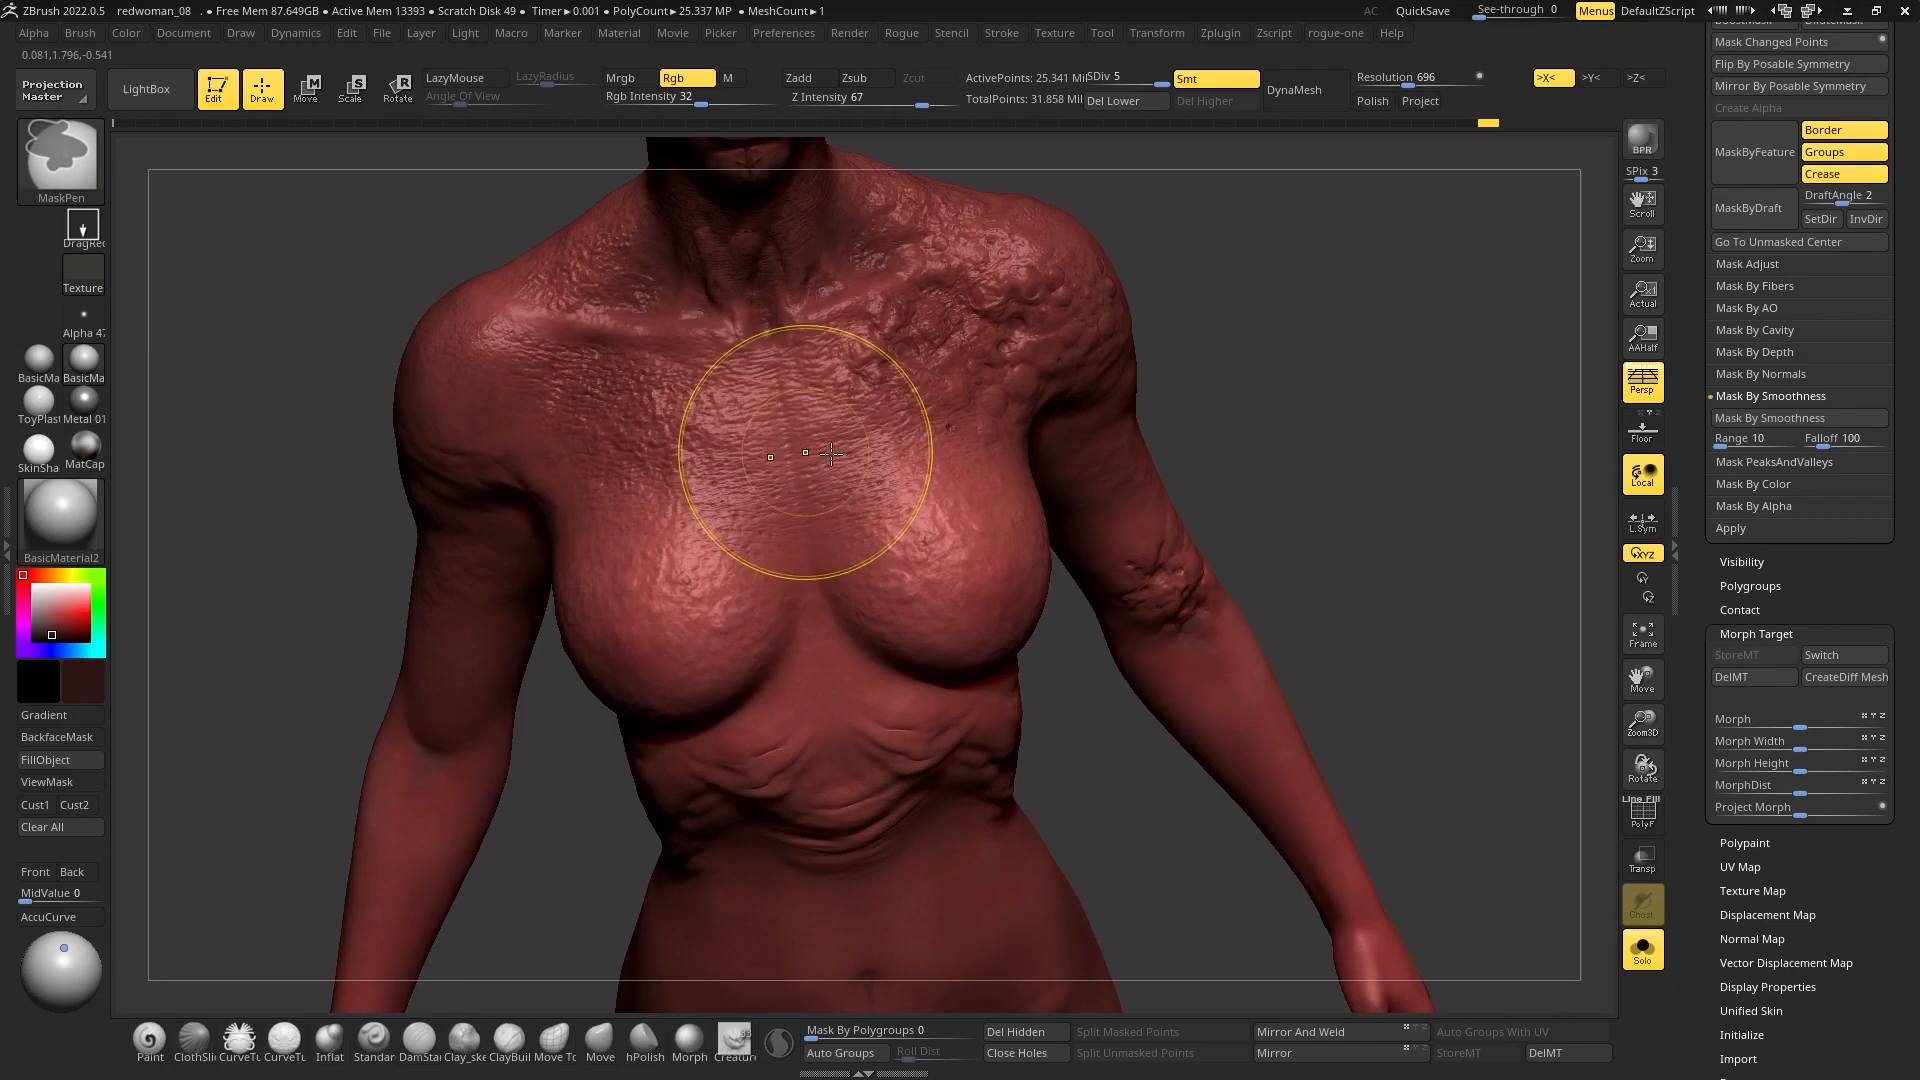 ZBrush 2022.5 redwoman_08 . • Free Mem 87.649GB • Active Mem 13393 • Scratch Disk 49 • Timer▸0.001 • PolyCount▸25.337 MP • MeshCount▸1 AC QuickSave See-through 0 Menus DefaultZScript
Alpha Brush Color Document Draw Dynamics Edit File Layer Light Macro Marker Material Movie Picker Preferences Render Rogue Stencil Stroke Texture Tool Transform Zplugin Zscript rogue-one Help
0.081,1.796,-0.541
Projection Master
LightBox
Edit
Draw
Move
Scale
Rotate
LazyMouse LazyRadius
Angle Of View
Mrgb Rgb M
Rgb Intensity 32
Zadd Zsub Zcut
Z Intensity 67
ActivePoints: 25.341 Mil
TotalPoints: 31.858 Mil
SDiv 5
Del Lower
Smt
Del Higher
DynaMesh
Resolution 696
Polish Project
>X< >Y< >Z<
MaskPen
DragRec
Texture
Alpha 47
BasicMa BasicMa
ToyPlast Metal 01
SkinSha MatCap
BasicMaterial2
Gradient
BackfaceMask
FillObject
ViewMask
Cust1 Cust2
Clear All
Front Back
MidValue 0
AccuCurve
BPR
SPix 3
Scroll
Zoom
Actual
AAHalf
Persp
Floor
Local
L.Sym
XYZ
Y
Z
Frame
Move
Zoom3D
Rotate
Line Fill
PolyF
Transp
Ghost
Solo
Mask Changed Points
Flip By Posable Symmetry
Mirror By Posable Symmetry
Create Alpha
MaskByFeature
Border
Groups
Crease
MaskByDraft
DraftAngle 2
SetDir InvDir
Go To Unmasked Center
Mask Adjust
Mask By Fibers
Mask By AO
Mask By Cavity
Mask By Depth
Mask By Normals
Mask By Smoothness
Mask By Smoothness
Range 10 Falloff 100
Mask PeaksAndValleys
Mask By Color
Mask By Alpha
Apply
Visibility
Polygroups
Contact
Morph Target
StoreMT Switch
DelMT CreateDiff Mesh
Morph
Morph Width
Morph Height
MorphDist
Project Morph
Polypaint
UV Map
Texture Map
Displacement Map
Normal Map
Vector Displacement Map
Display Properties
Unified Skin
Initialize
Import
Paint ClothSli CurveTu CurveTu Inflat Standar DamSta Clay_ske ClayBuil Move To Move hPolish Morph Creature
Mask By Polygroups 0
Auto Groups Roll Dist
Del Hidden
Close Holes
Split Masked Points
Split Unmasked Points
Mirror And Weld
Mirror
Auto Groups With UV
StoreMT DelMT